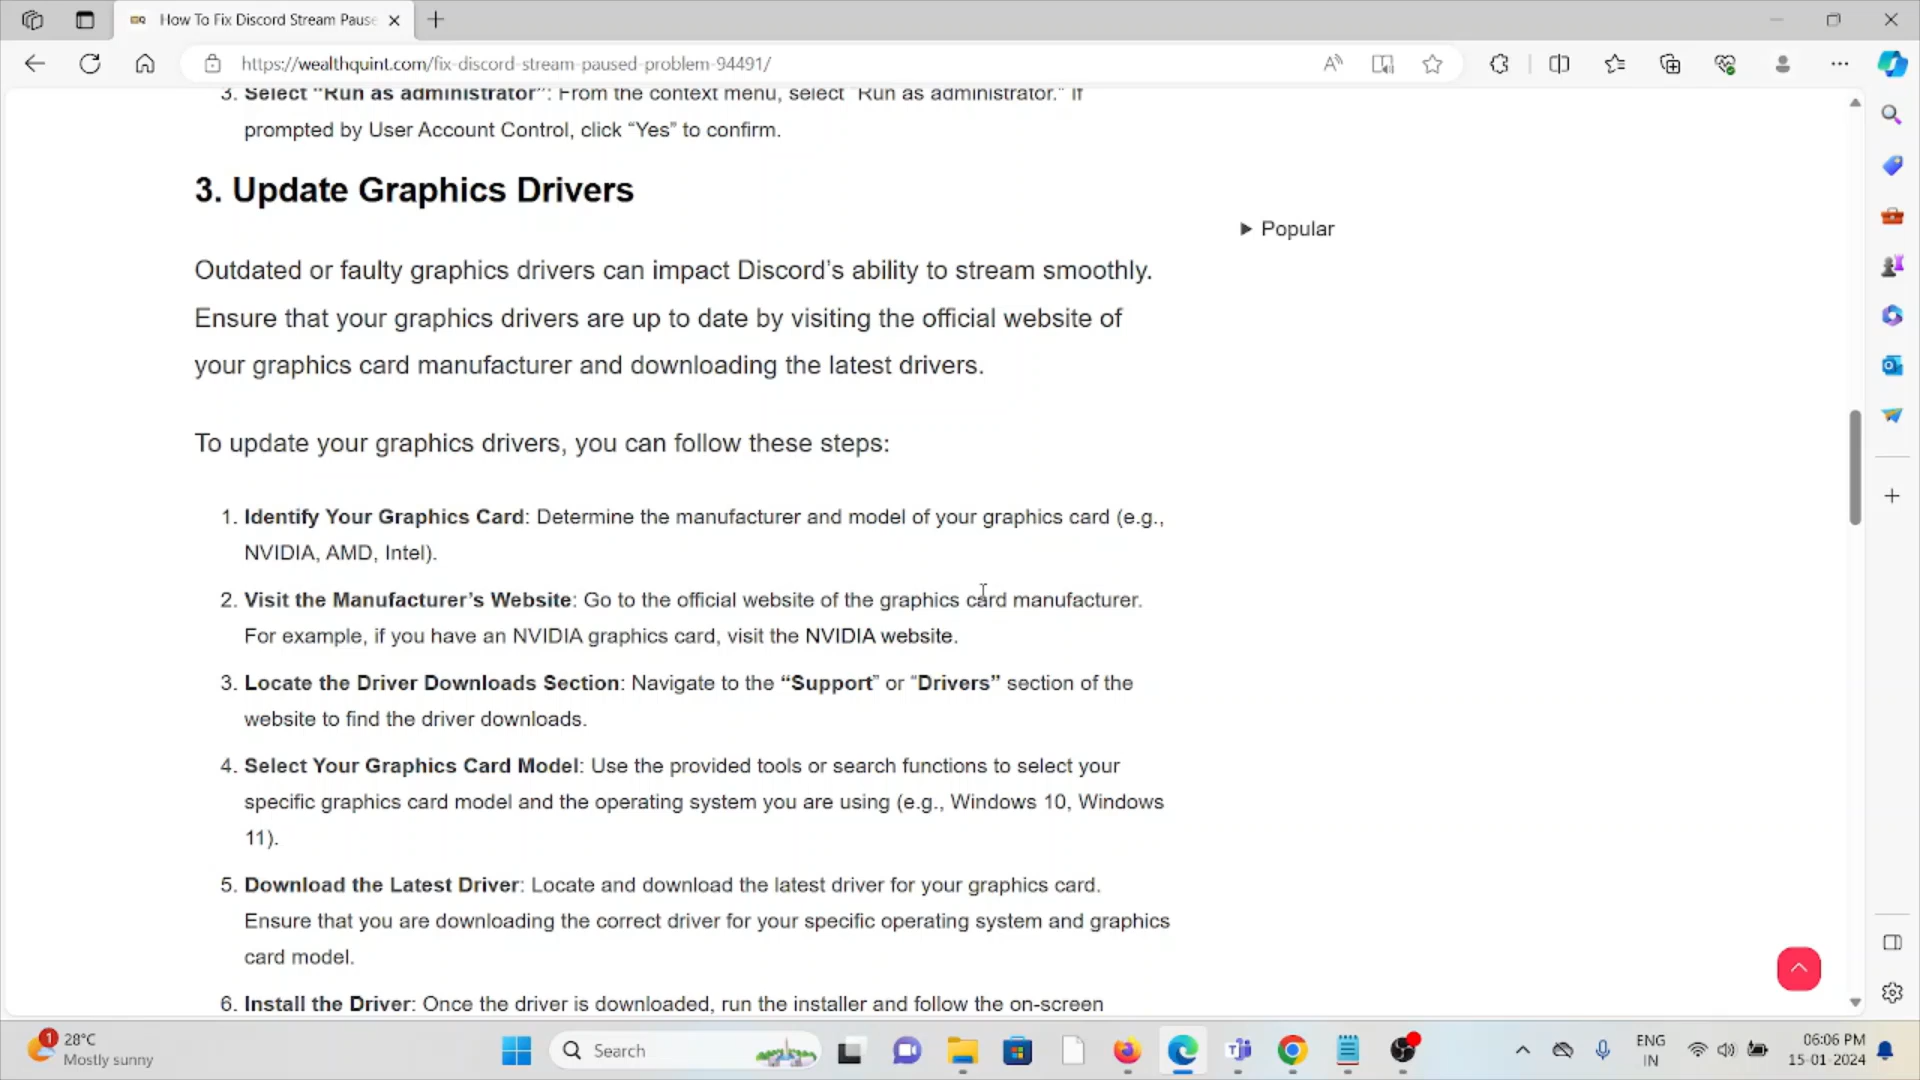 How To Fix Discord Stream Pause
https://wealthquint.com/fix-discord-stream-paused-problem-94491/
3. Select “Run as administrator”: From the context menu, select “Run as administrator.” If
prompted by User Account Control, click “Yes” to confirm.
3. Update Graphics Drivers
Popular
Outdated or faulty graphics drivers can impact Discord’s ability to stream smoothly.
Ensure that your graphics drivers are up to date by visiting the official website of
your graphics card manufacturer and downloading the latest drivers.
To update your graphics drivers, you can follow these steps:
1. Identify Your Graphics Card: Determine the manufacturer and model of your graphics card (e.g.,
NVIDIA, AMD, Intel).
2. Visit the Manufacturer’s Website: Go to the official website of the graphics card manufacturer.
For example, if you have an NVIDIA graphics card, visit the NVIDIA website.
3. Locate the Driver Downloads Section: Navigate to the “Support” or “Drivers” section of the
website to find the driver downloads.
4. Select Your Graphics Card Model: Use the provided tools or search functions to select your
specific graphics card model and the operating system you are using (e.g., Windows 10, Windows
11).
5. Download the Latest Driver: Locate and download the latest driver for your graphics card.
Ensure that you are downloading the correct driver for your specific operating system and graphics
card model.
6. Install the Driver: Once the driver is downloaded, run the installer and follow the on-screen
1
28°C
Mostly sunny
Search
ENG
IN
06:06 PM
15-01-2024